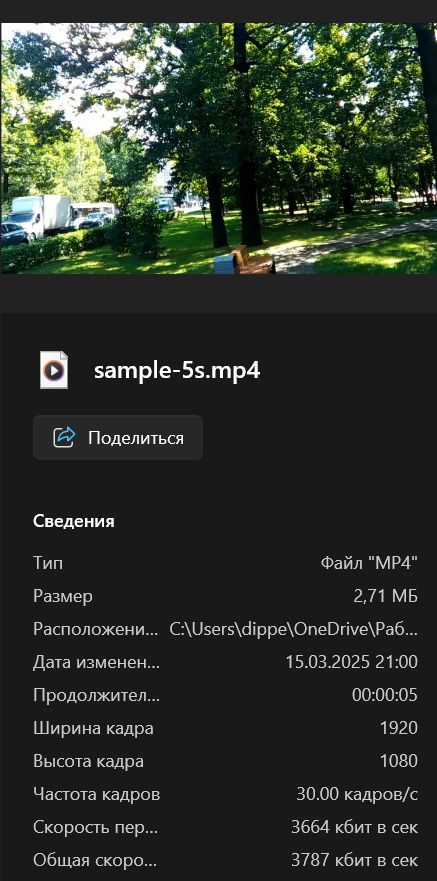 sample-5s.mp4
Поделиться
Сведения
Тип Файл "MP4"
Размер 2,71 МБ
Расположени... C:\Users\dippe\OneDrive\Раб...
Дата изменен... 15.03.2025 21:00
Продолжител... 00:00:05
Ширина кадра 1920
Высота кадра 1080
Частота кадров 30.00 кадров/с
Скорость пер... 3664 кбит в сек
Общая скоро... 3787 кбит в сек